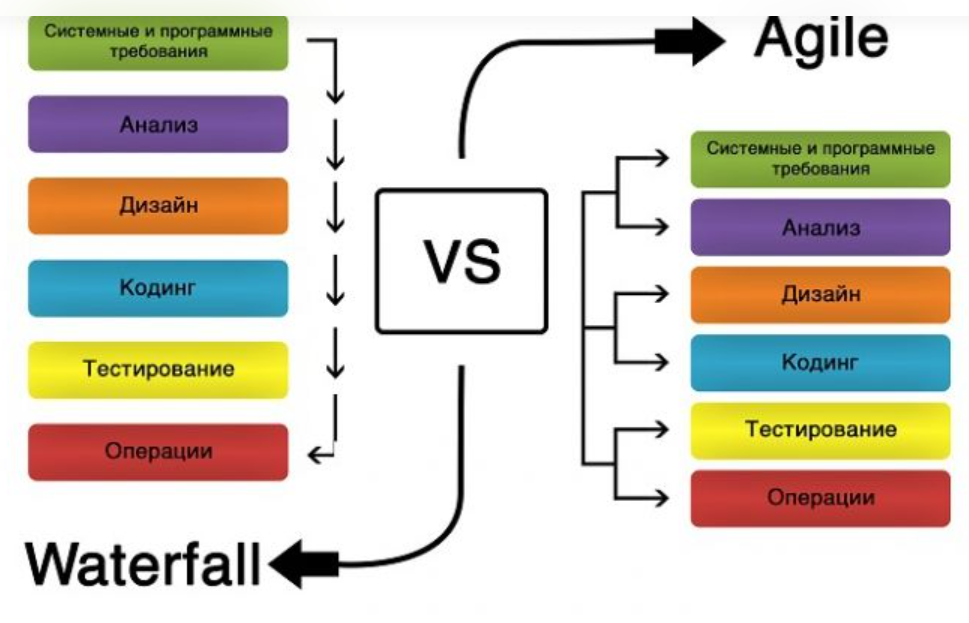 Системные и программные
требования
Анализ
Дизайн
Кодинг
Тестирование
Операции
Waterfall
VS
Agile
Системные и программные
требования
Анализ
Дизайн
Кодинг
Тестирование
Операции